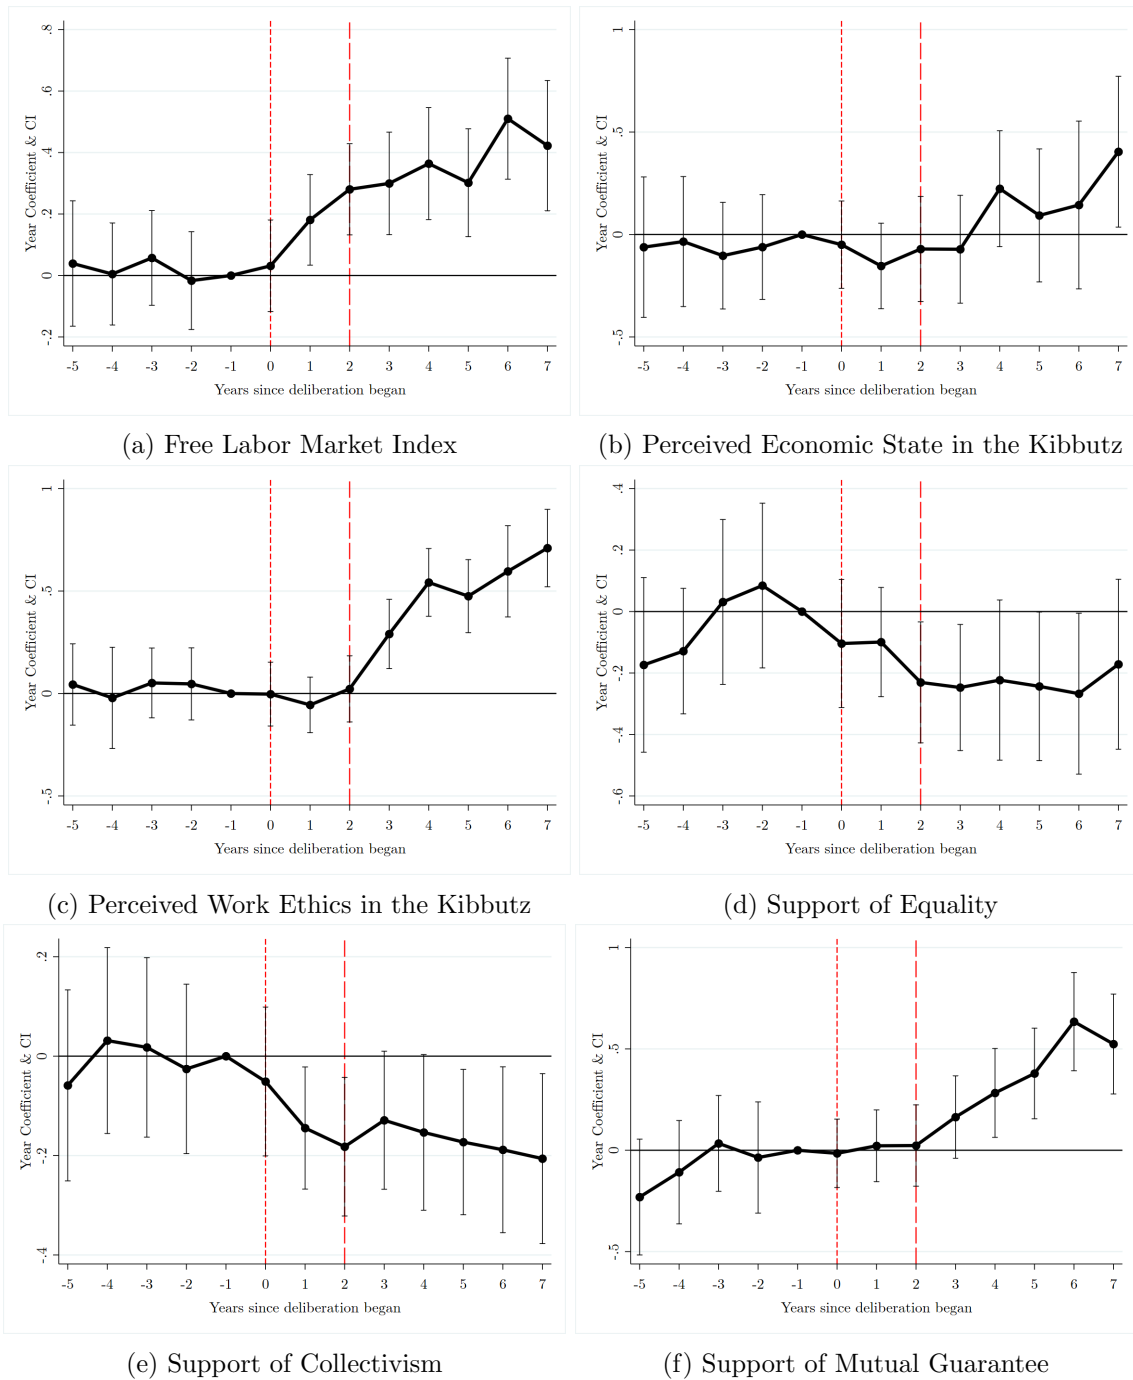 .8
.6
.4
.2
0
-.2
Year Coefficient & CI
-5 -4 -3 -2 -1 0 1 2 3 4 5 6 7
Years since deliberation began
(a) Free Labor Market Index
1
.5
0
-.5
Year Coefficient & CI
-5 -4 -3 -2 -1 0 1 2 3 4 5 6 7
Years since deliberation began
(b) Perceived Economic State in the Kibbutz
1
.5
0
-.5
Year Coefficient & CI
-5 -4 -3 -2 -1 0 1 2 3 4 5 6 7
Years since deliberation began
(c) Perceived Work Ethics in the Kibbutz
.4
.2
0
-.2
-.4
-.6
Year Coefficient & CI
-5 -4 -3 -2 -1 0 1 2 3 4 5 6 7
Years since deliberation began
(d) Support of Equality
.2
0
-.2
-.4
Year Coefficient & CI
-5 -4 -3 -2 -1 0 1 2 3 4 5 6 7
Years since deliberation began
(e) Support of Collectivism
1
.5
0
-.5
Year Coefficient & CI
-5 -4 -3 -2 -1 0 1 2 3 4 5 6 7
Years since deliberation began
(f) Support of Mutual Guarantee